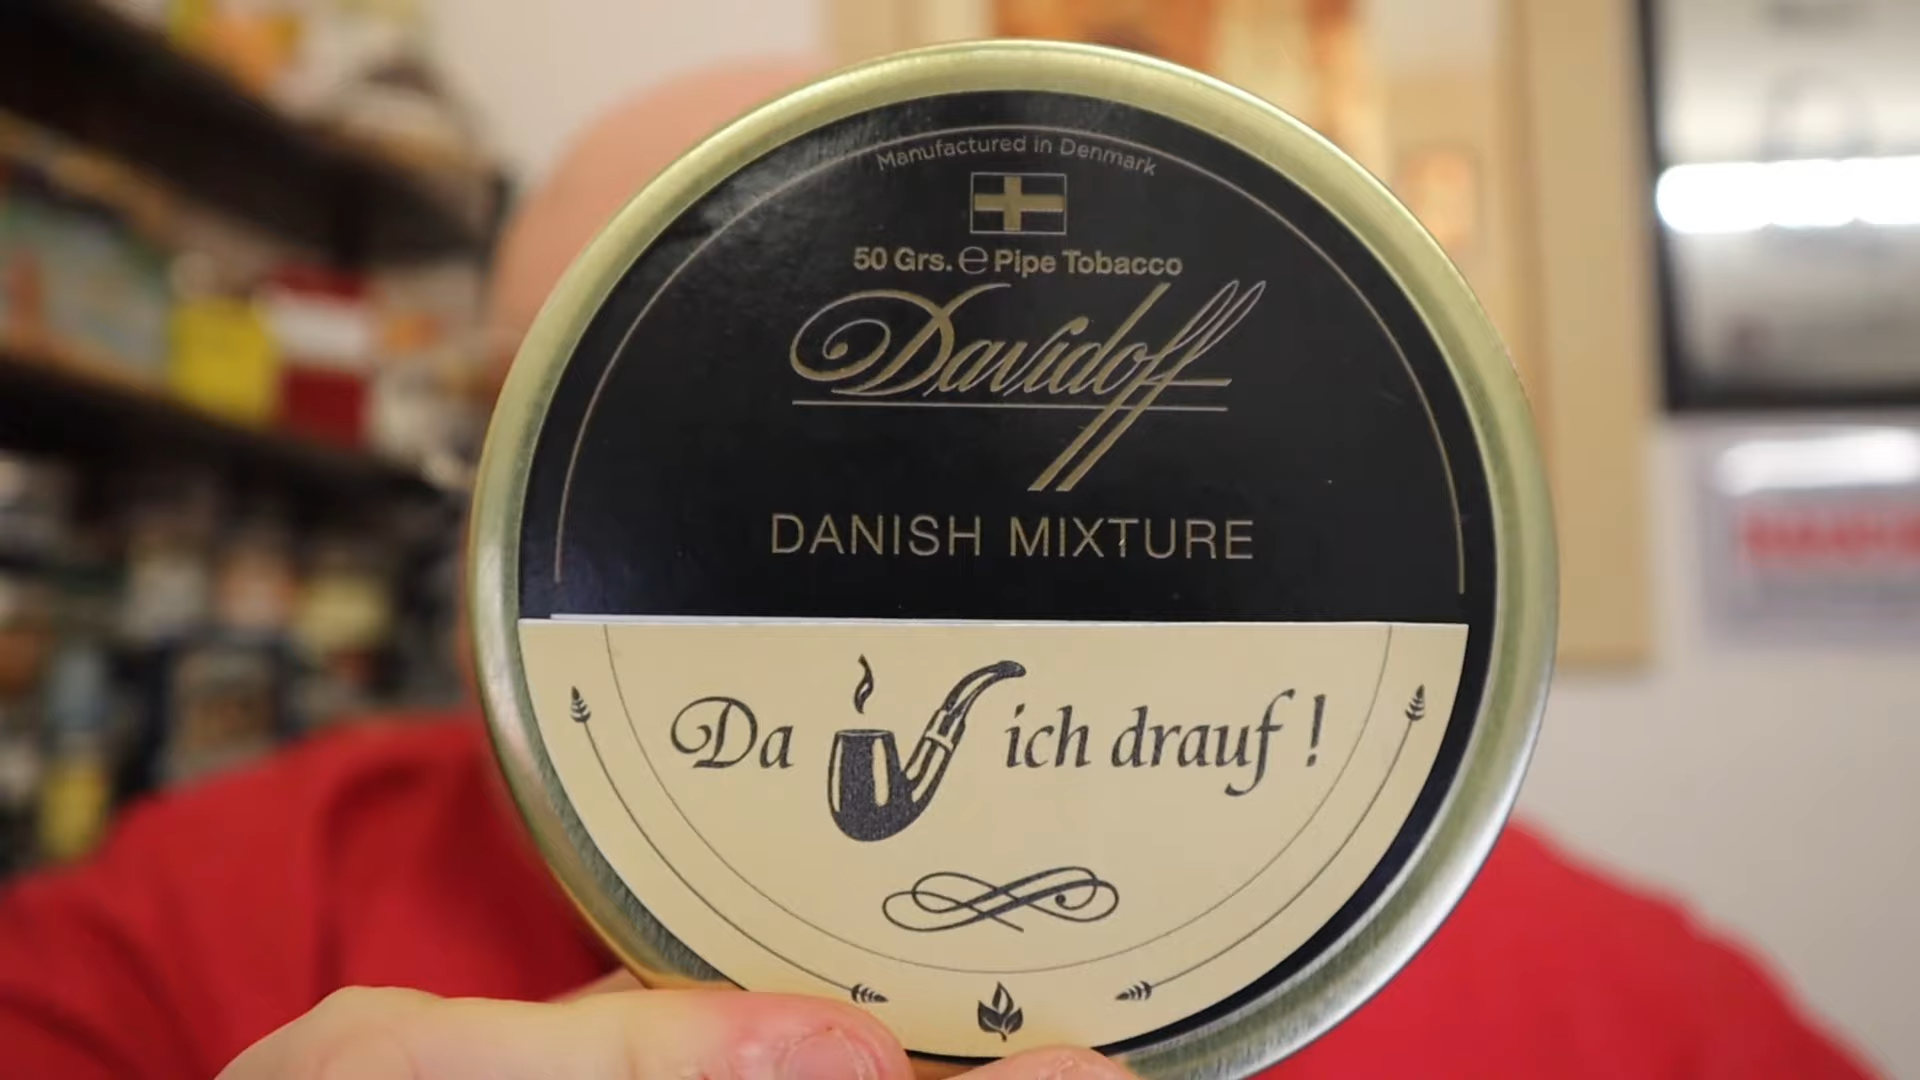 Manufactured in Denmark
50 Grs. ℮ Pipe Tobacco
Davidoff
DANISH MIXTURE
Da ich drauf !